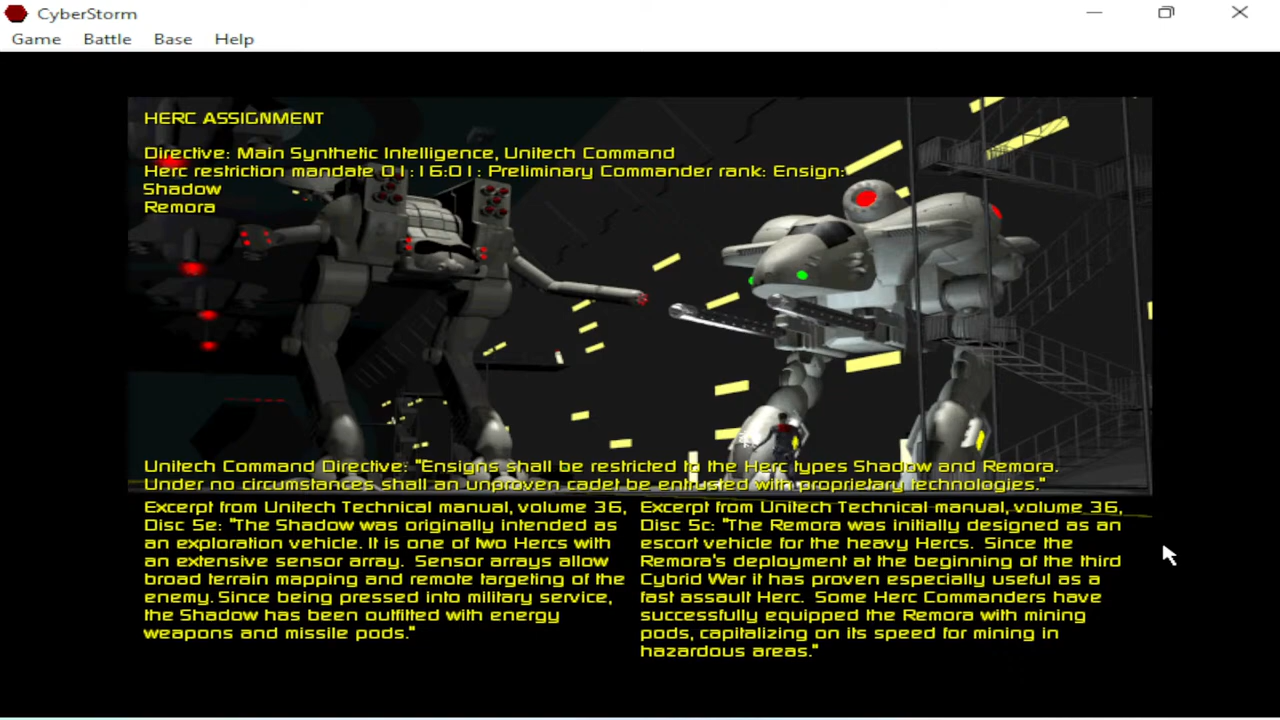 CyberStorm
Game Battle Base Help
HERC ASSIGNMENT
Directive: Main Synthetic Intelligence, Unitech Command
Herc restriction mandate 01:16:01: Preliminary Commander rank: Ensign:
Shadow
Remora
Unitech Command Directive: "Ensigns shall be restricted to the Herc types Shadow and Remora.
Under no circumstances shall an unproven cadet be entrusted with proprietary technologies."
Excerpt from Unitech Technical manual, volume 36,
Disc 5e: "The Shadow was originally intended as
an exploration vehicle. It is one of two Hercs with
an extensive sensor array. Sensor arrays allow
broad terrain mapping and remote targeting of the
enemy. Since being pressed into military service,
the Shadow has been outfitted with energy
weapons and missile pods."
Excerpt from Unitech Technical manual, volume 36,
Disc 5c: "The Remora was initially designed as an
escort vehicle for the heavy Hercs. Since the
Remora's deployment at the beginning of the third
Cybrid War it has proven especially useful as a
fast assault Herc. Some Herc Commanders have
successfully equipped the Remora with mining
pods, capitalizing on its speed for mining in
hazardous areas."